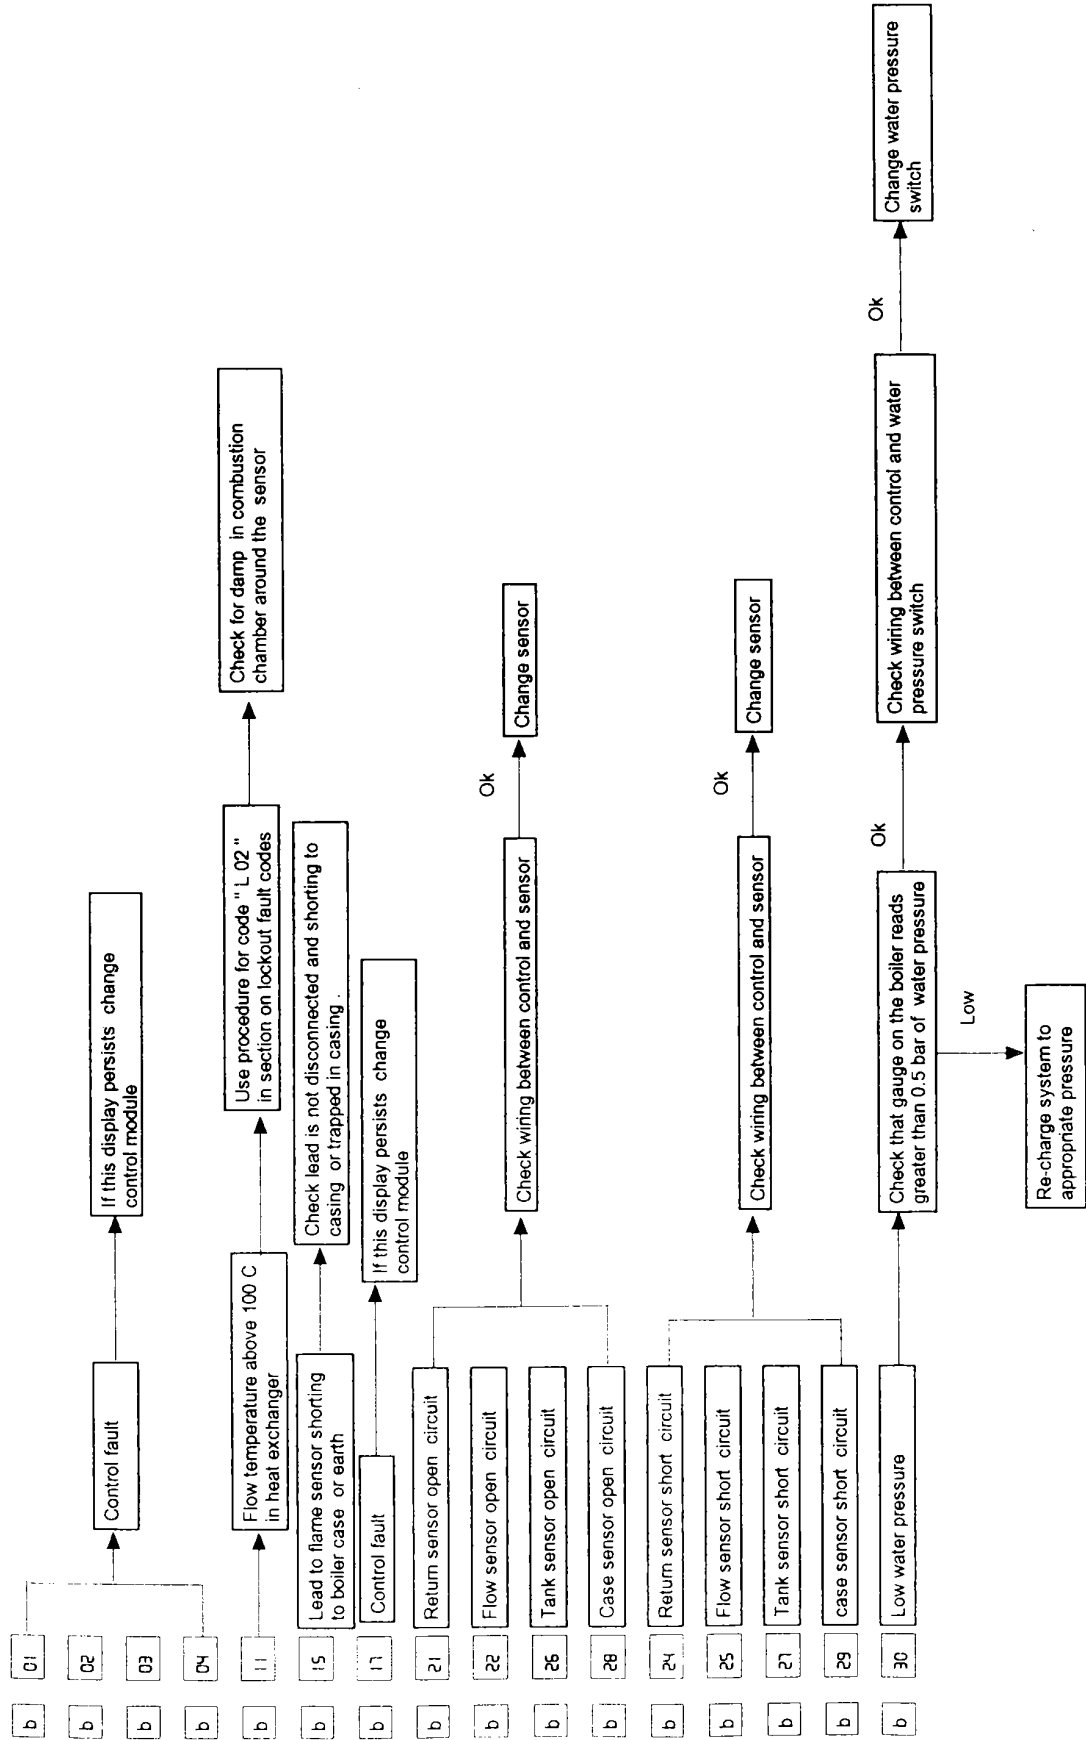 b 01
b 02
b 03
b 04
Control fault
If this display persists change
control module
b 11
Flow temperature above 100 C
in heat exchanger
Use procedure for code " L 02 "
in section on lockout fault codes
Check for damp in combustion
chamber around the sensor
b 15
Lead to flame sensor shorting
to boiler case or earth
Check lead is not disconnected and shorting to
casing or trapped in casing .
b 17
Control fault
If this display persists change
control module
b 21
Return sensor open circuit
b 22
Flow sensor open circuit
b 26
Tank sensor open circuit
b 28
Case sensor open circuit
Check wiring between control and sensor
Ok
Change sensor
b 24
Return sensor short circuit
b 25
Flow sensor short circuit
b 27
Tank sensor short circuit
b 29
case sensor short circuit
Check wiring between control and sensor
Ok
Change sensor
b 30
Low water pressure
Check that gauge on the boiler reads
greater than 0.5 bar of water pressure
Ok
Check wiring between control and water
pressure switch
Ok
Change water pressure
switch
Low
Re-charge system to
appropriate pressure